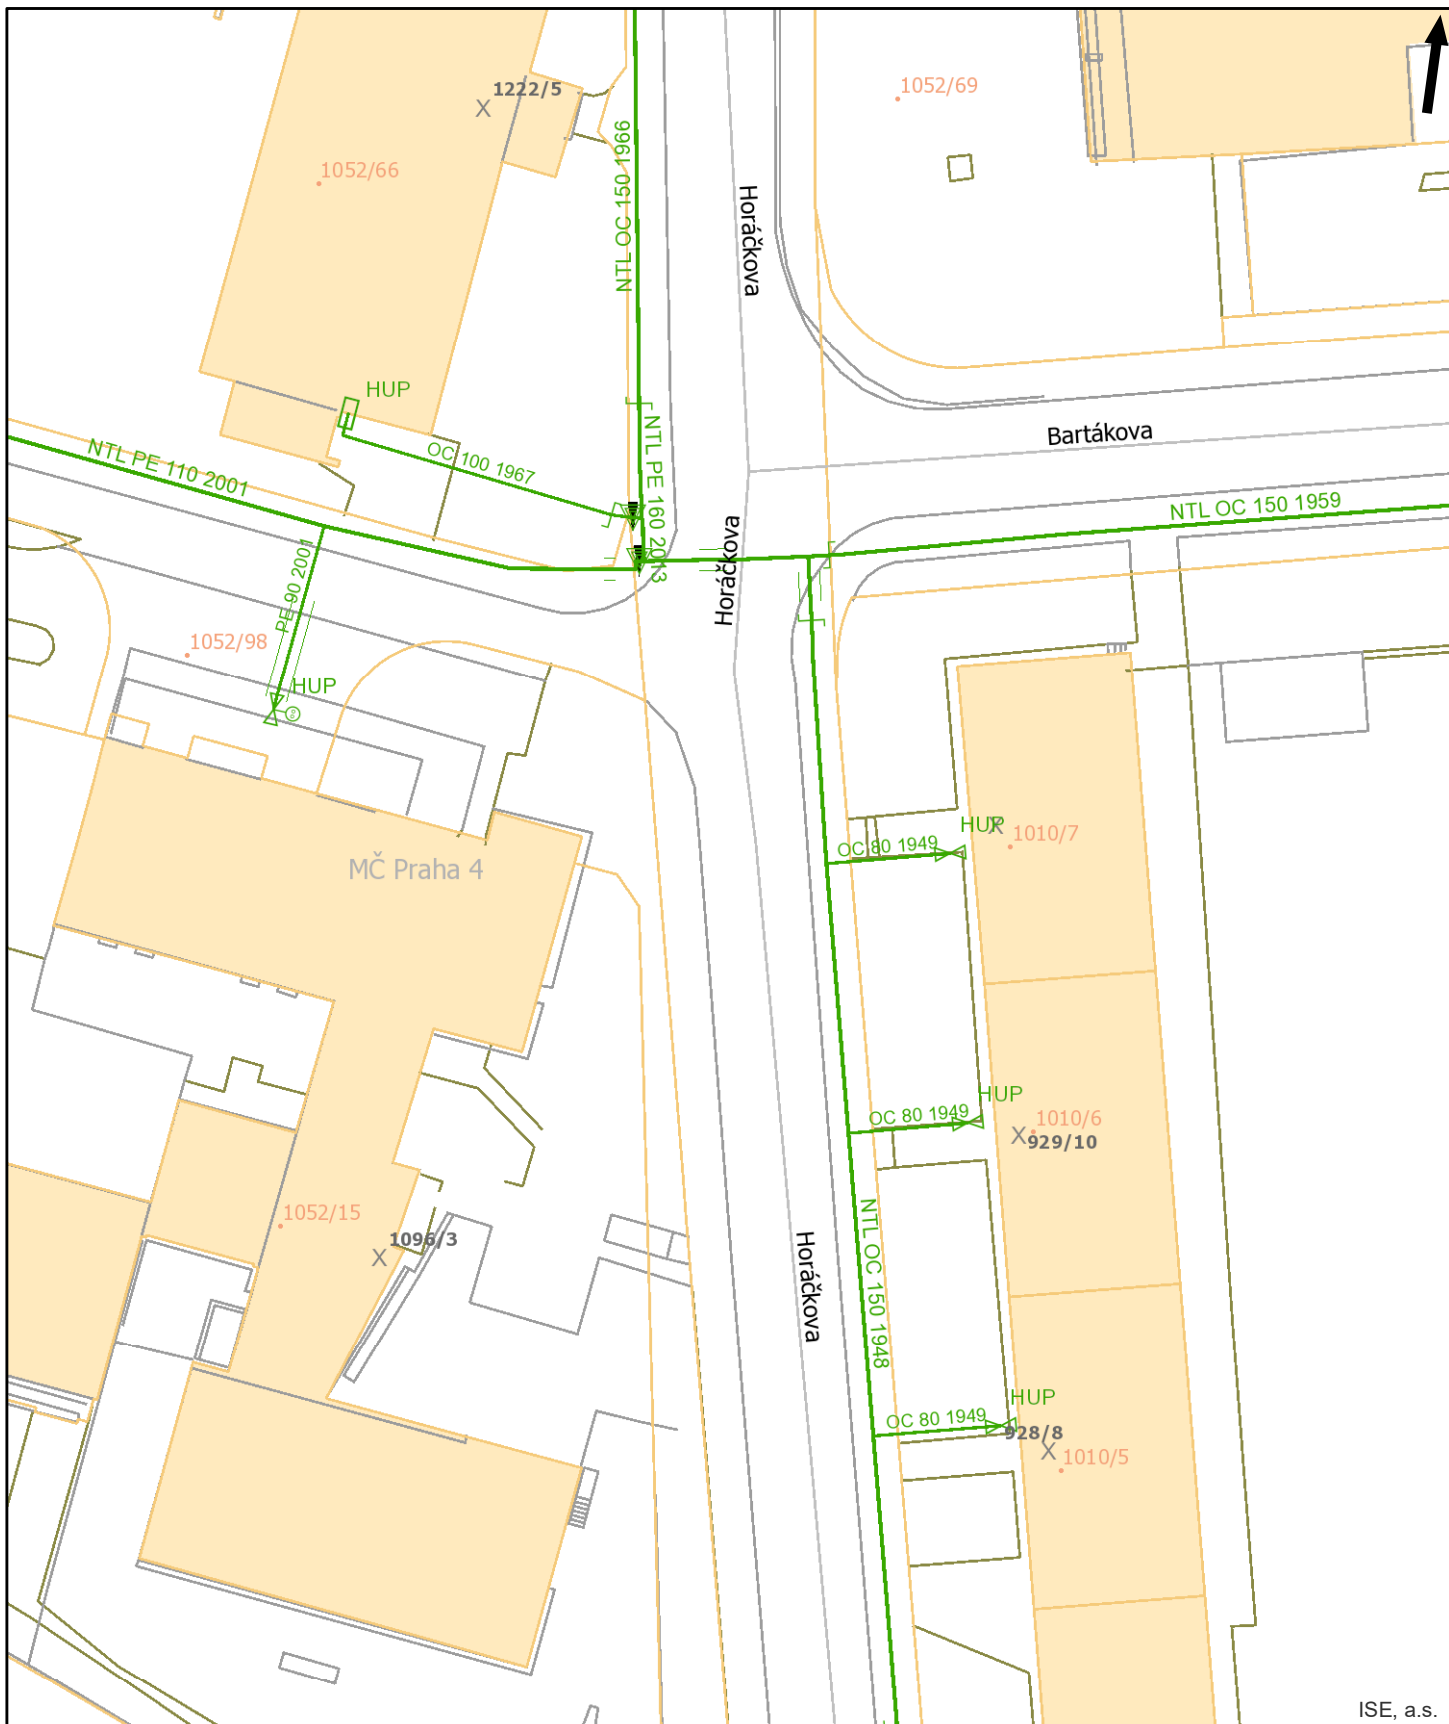 1222/5
1052/69
1052/66
NTL OC 150 1966
Horáčkova
HUP
OC 100 1967
NTL PE 110 2001
NTL PE 160 2013
Bartákova
NTL OC 150 1959
Horáčkova
PE 90 2001
1052/98
HUP
HUP
1010/7
OC 80 1949
MČ Praha 4
HUP
OC 80 1949
1010/6
929/10
1052/15
1096/3
NTL OC 150 1948
Horáčkova
HUP
OC 80 1949
928/8
1010/5
ISE, a.s.